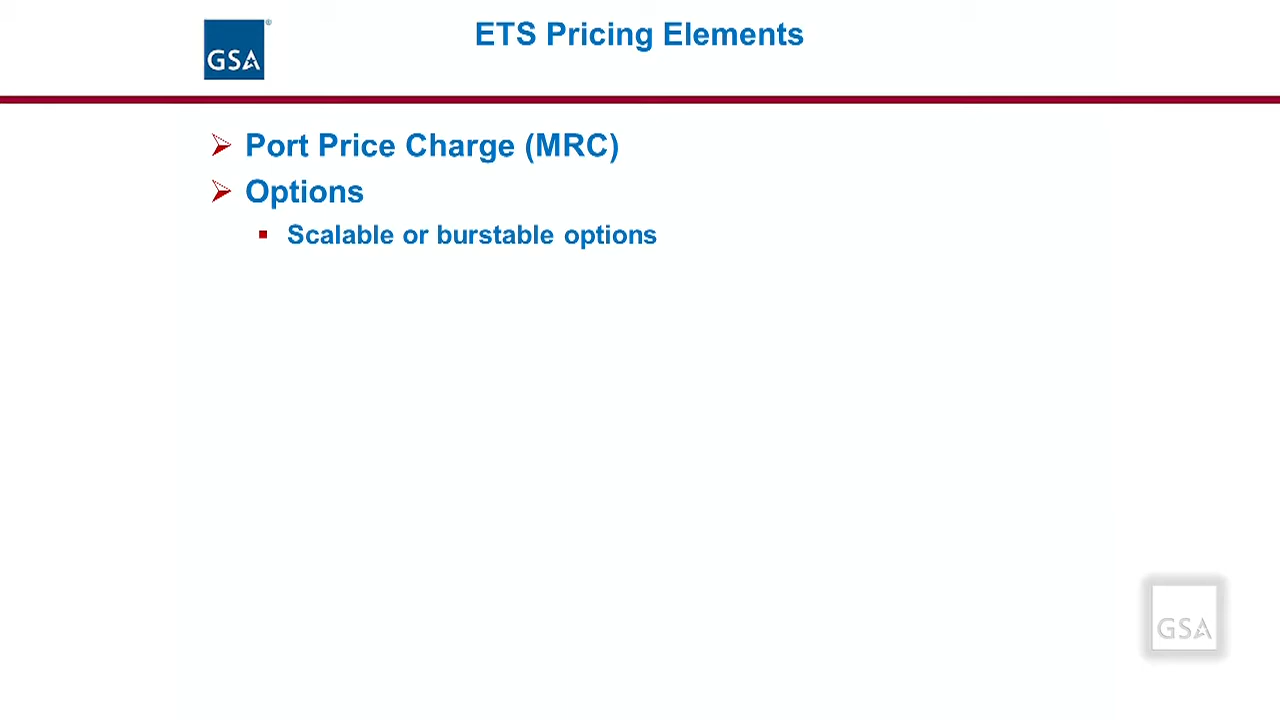 GSA
®
ETS Pricing Elements
Port Price Charge (MRC)
Options
Scalable or burstable options
GSA